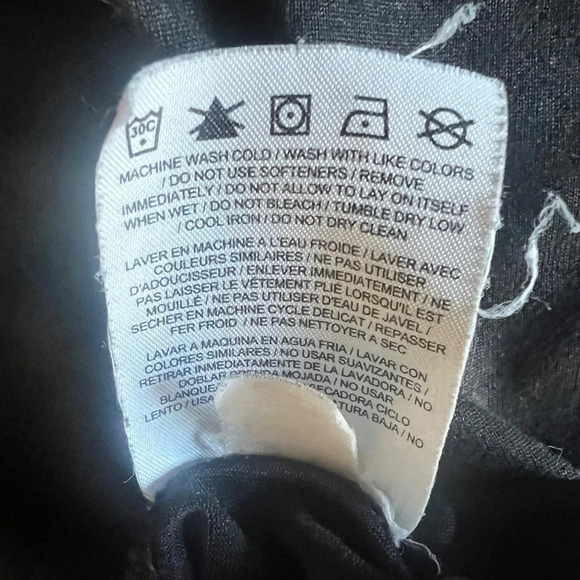 30C
MACHINE WASH COLD / WASH WITH LIKE COLORS
/ DO NOT USE SOFTENERS / REMOVE
IMMEDIATELY / DO NOT ALLOW TO LAY ON ITSELF
WHEN WET / DO NOT BLEACH / TUMBLE DRY LOW
/ COOL IRON / DO NOT DRY CLEAN
LAVER EN MACHINE A L'EAU FROIDE / LAVER AVEC
COULEURS SIMILAIRES / NE PAS UTILISER
D'ADOUCISSEUR / ENLEVER IMMEDIATEMENT / NE
PAS LAISSER LE VÊTEMENT PLIÉ LORSQU'IL EST
MOUILLÉ / NE PAS UTILISER D'EAU DE JAVEL /
SECHER EN MACHINE CYCLE DELICAT / REPASSER
FER FROID / NE PAS NETTOYER A SEC
LAVAR A MAQUINA EN AGUA FRIA / LAVAR CON
COLORES SIMILARES / NO USAR SUAVIZANTES /
RETIRAR INMEDIATAMENTE DE LA LAVADORA / NO
DOBLAR PRENDA MOJADA / NO USAR
SECADORA CICLO
LENTO / BAJA / NO